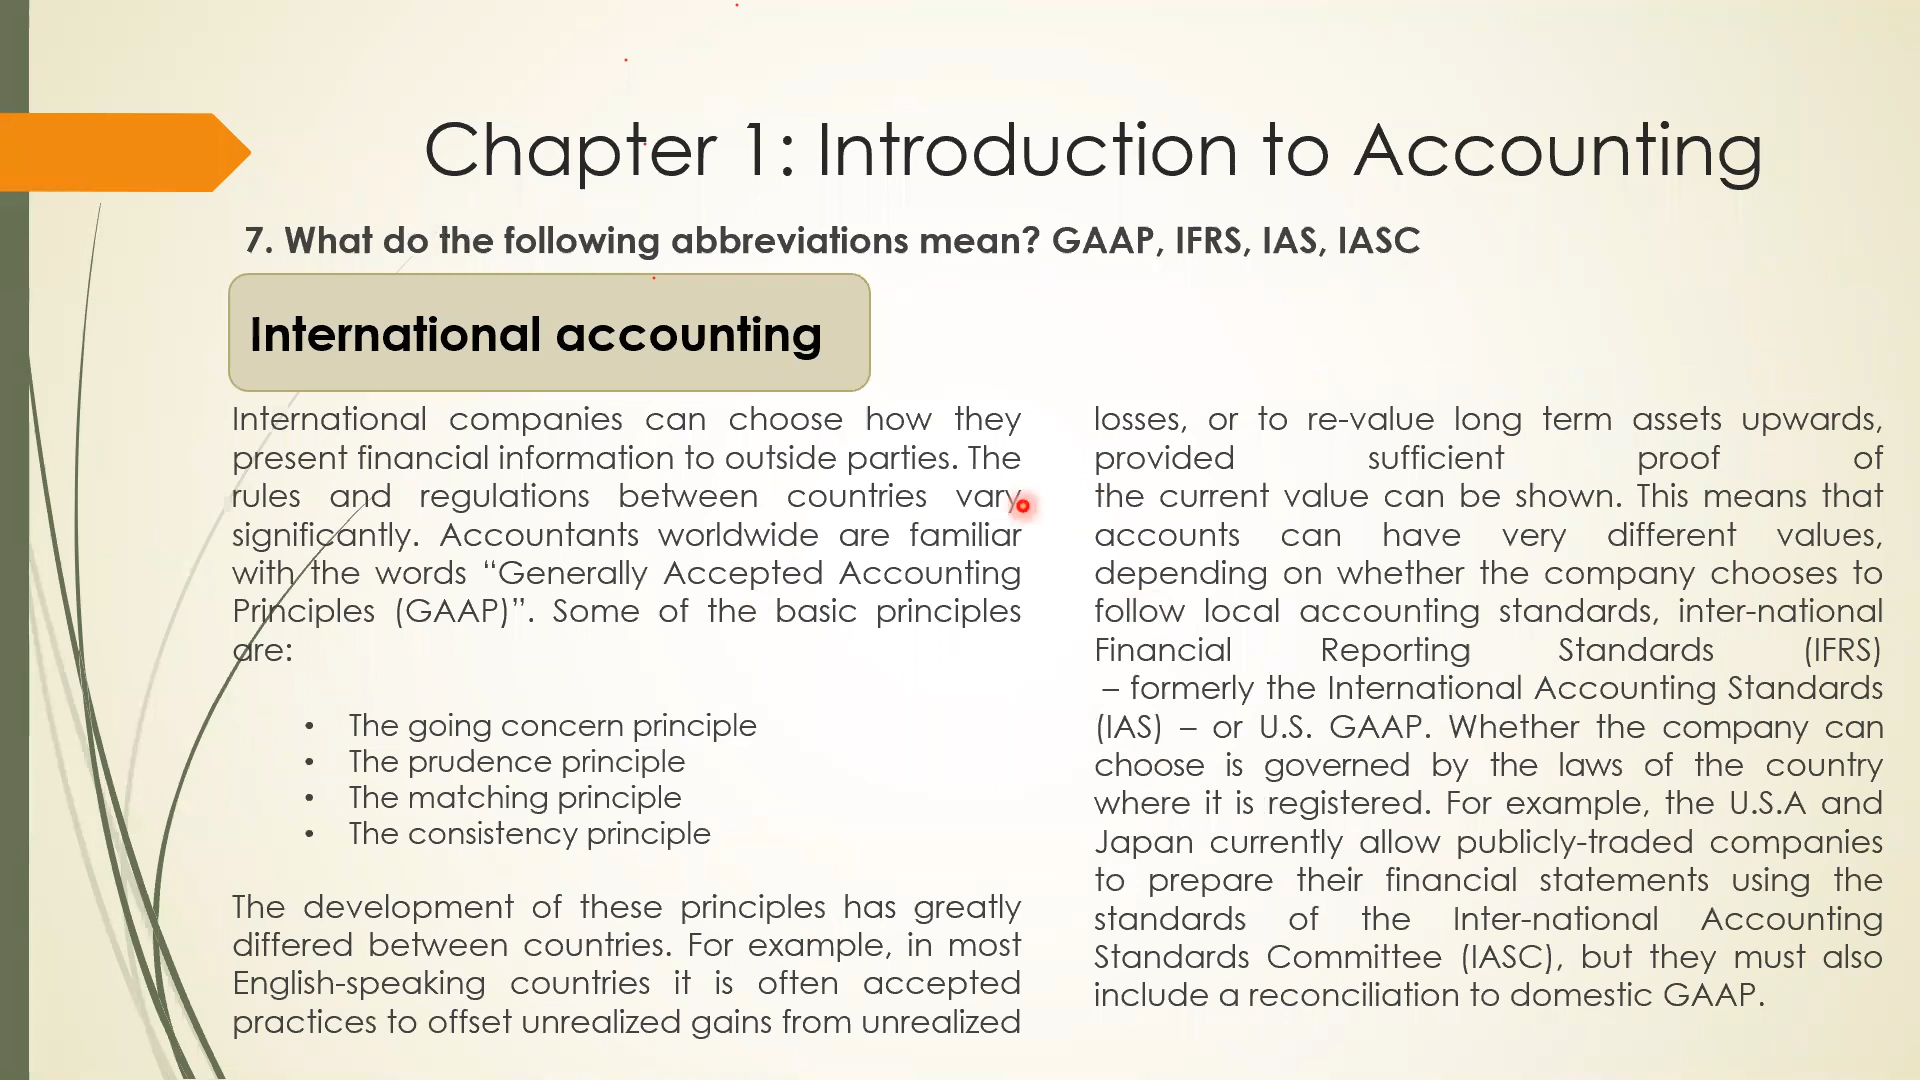 Chapter 1: Introduction to Accounting
7. What do the following abbreviations mean? GAAP, IFRS, IAS, IASC
International accounting
International companies can choose how they
present financial information to outside parties. The
rules and regulations between countries vary
significantly. Accountants worldwide are familiar
with the words “Generally Accepted Accounting
Principles (GAAP)”. Some of the basic principles
are:
• The going concern principle
• The prudence principle
• The matching principle
• The consistency principle
The development of these principles has greatly
differed between countries. For example, in most
English-speaking countries it is often accepted
practices to offset unrealized gains from unrealized
losses, or to re-value long term assets upwards,
provided sufficient proof of
the current value can be shown. This means that
accounts can have very different values,
depending on whether the company chooses to
follow local accounting standards, inter-national
Financial Reporting Standards (IFRS)
– formerly the International Accounting Standards
(IAS) – or U.S. GAAP. Whether the company can
choose is governed by the laws of the country
where it is registered. For example, the U.S.A and
Japan currently allow publicly-traded companies
to prepare their financial statements using the
standards of the Inter-national Accounting
Standards Committee (IASC), but they must also
include a reconciliation to domestic GAAP.